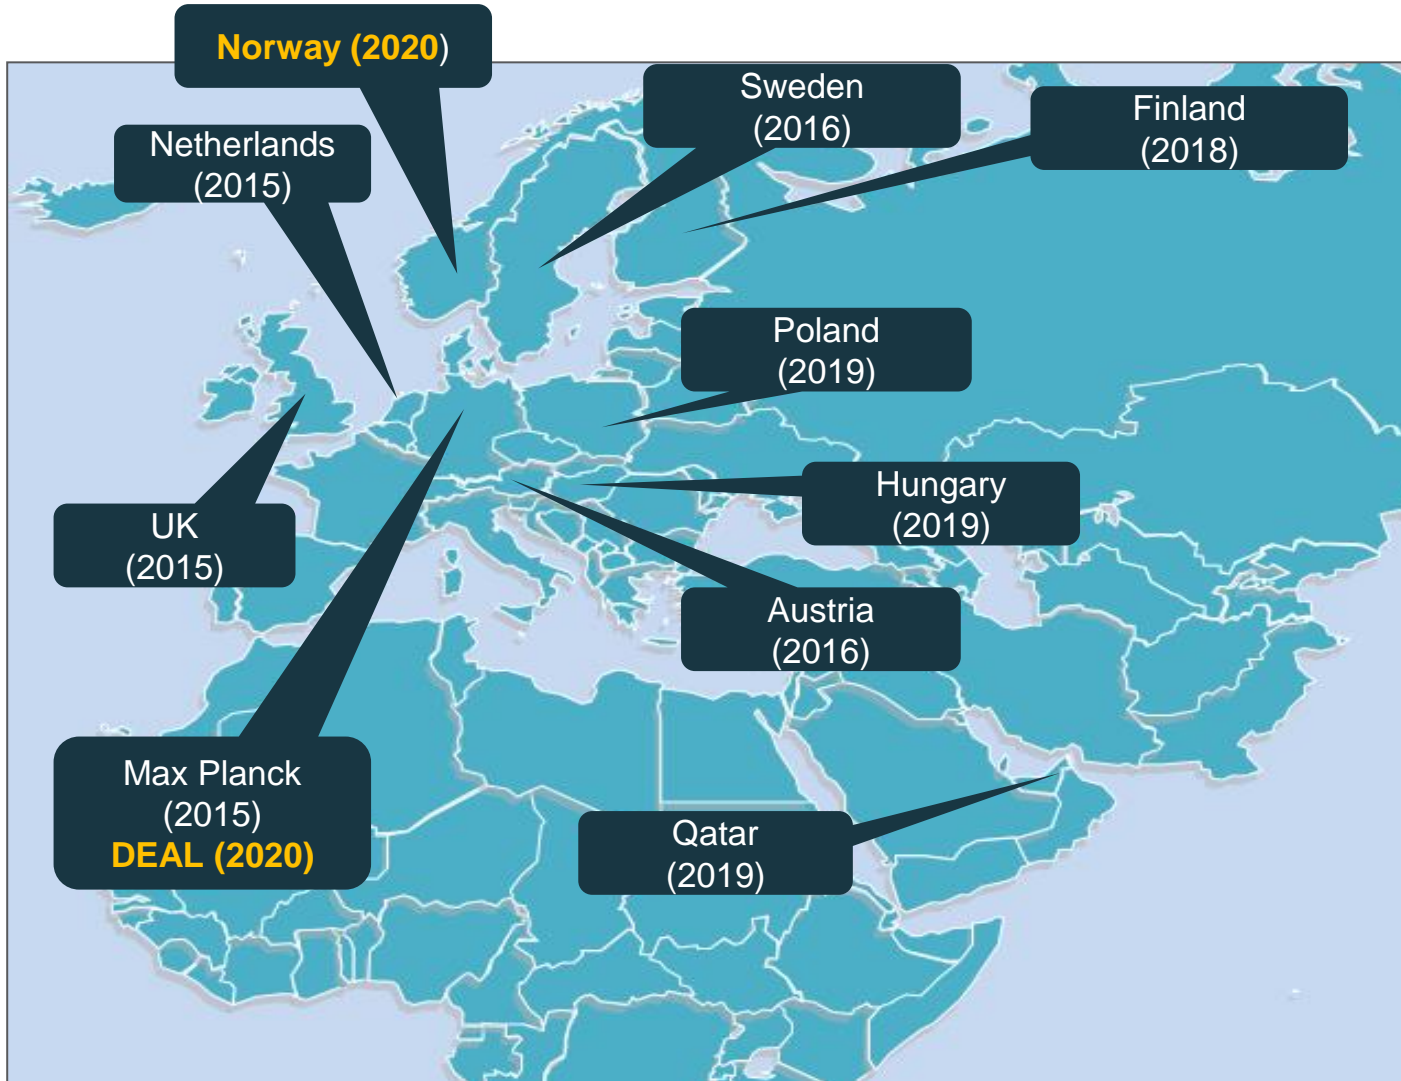 Norway (2020)
Sweden
(2016)
Finland
(2018)
Netherlands
(2015)
Poland
(2019)
Hungary
(2019)
UK
(2015)
Austria
(2016)
Max Planck
(2015)
DEAL (2020)
Qatar
(2019)